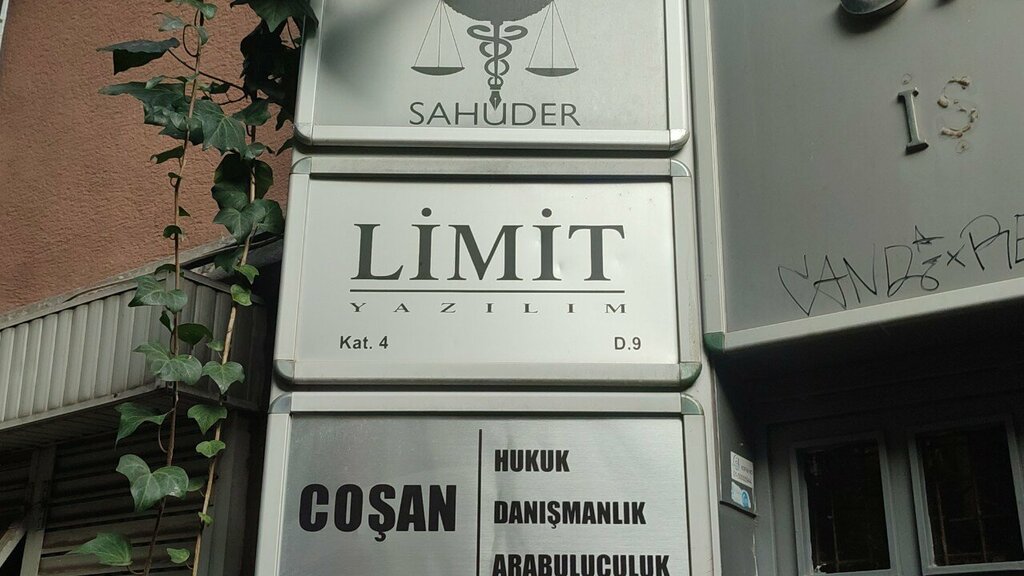 SAHUDER
LİMİT
YAZILIM
Kat. 4 D.9
COŞAN
HUKUK
DANIŞMANLIK
ARABULUCULUK
İS